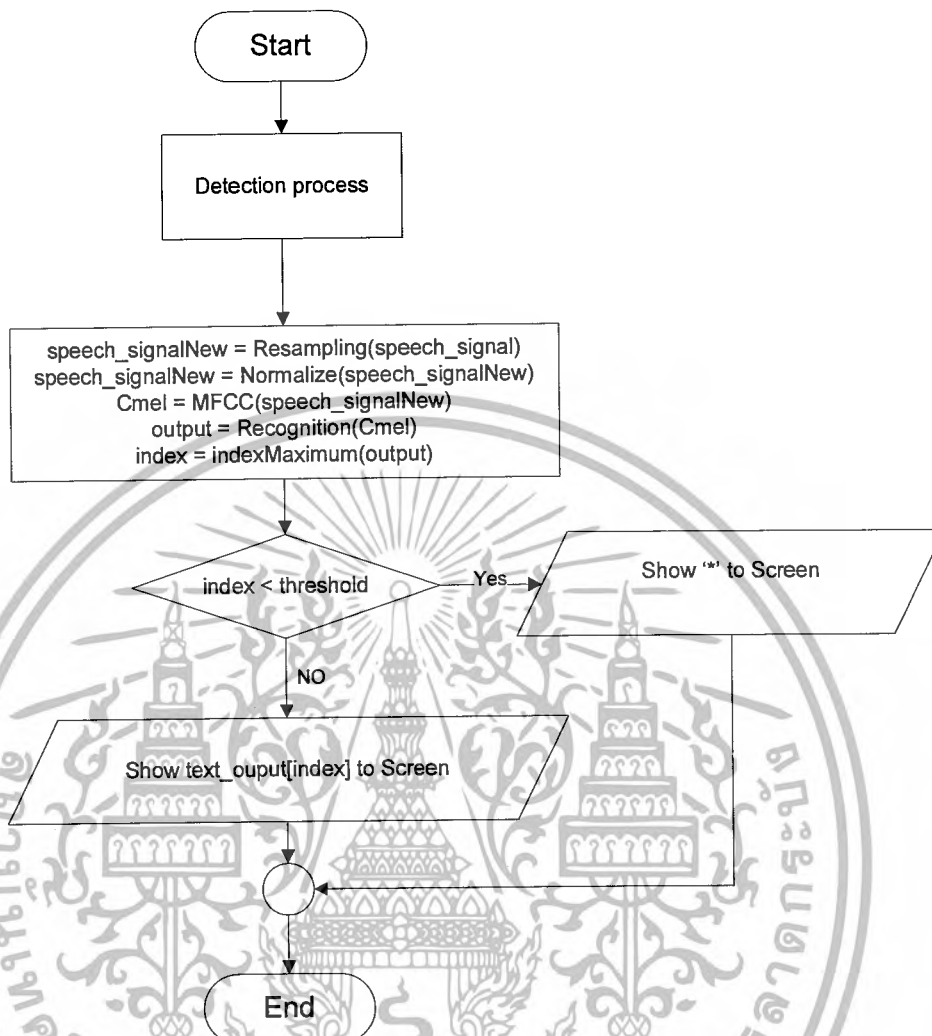 Start
Detection process
speech_signalNew = Resampling(speech_signal)
speech_signalNew = Normalize(speech_signalNew)
Cmel = MFCC(speech_signalNew)
output = Recognition(Cmel)
index = indexMaximum(output)
index < threshold
Yes
Show '*' to Screen
NO
Show text_ouput[index] to Screen
End